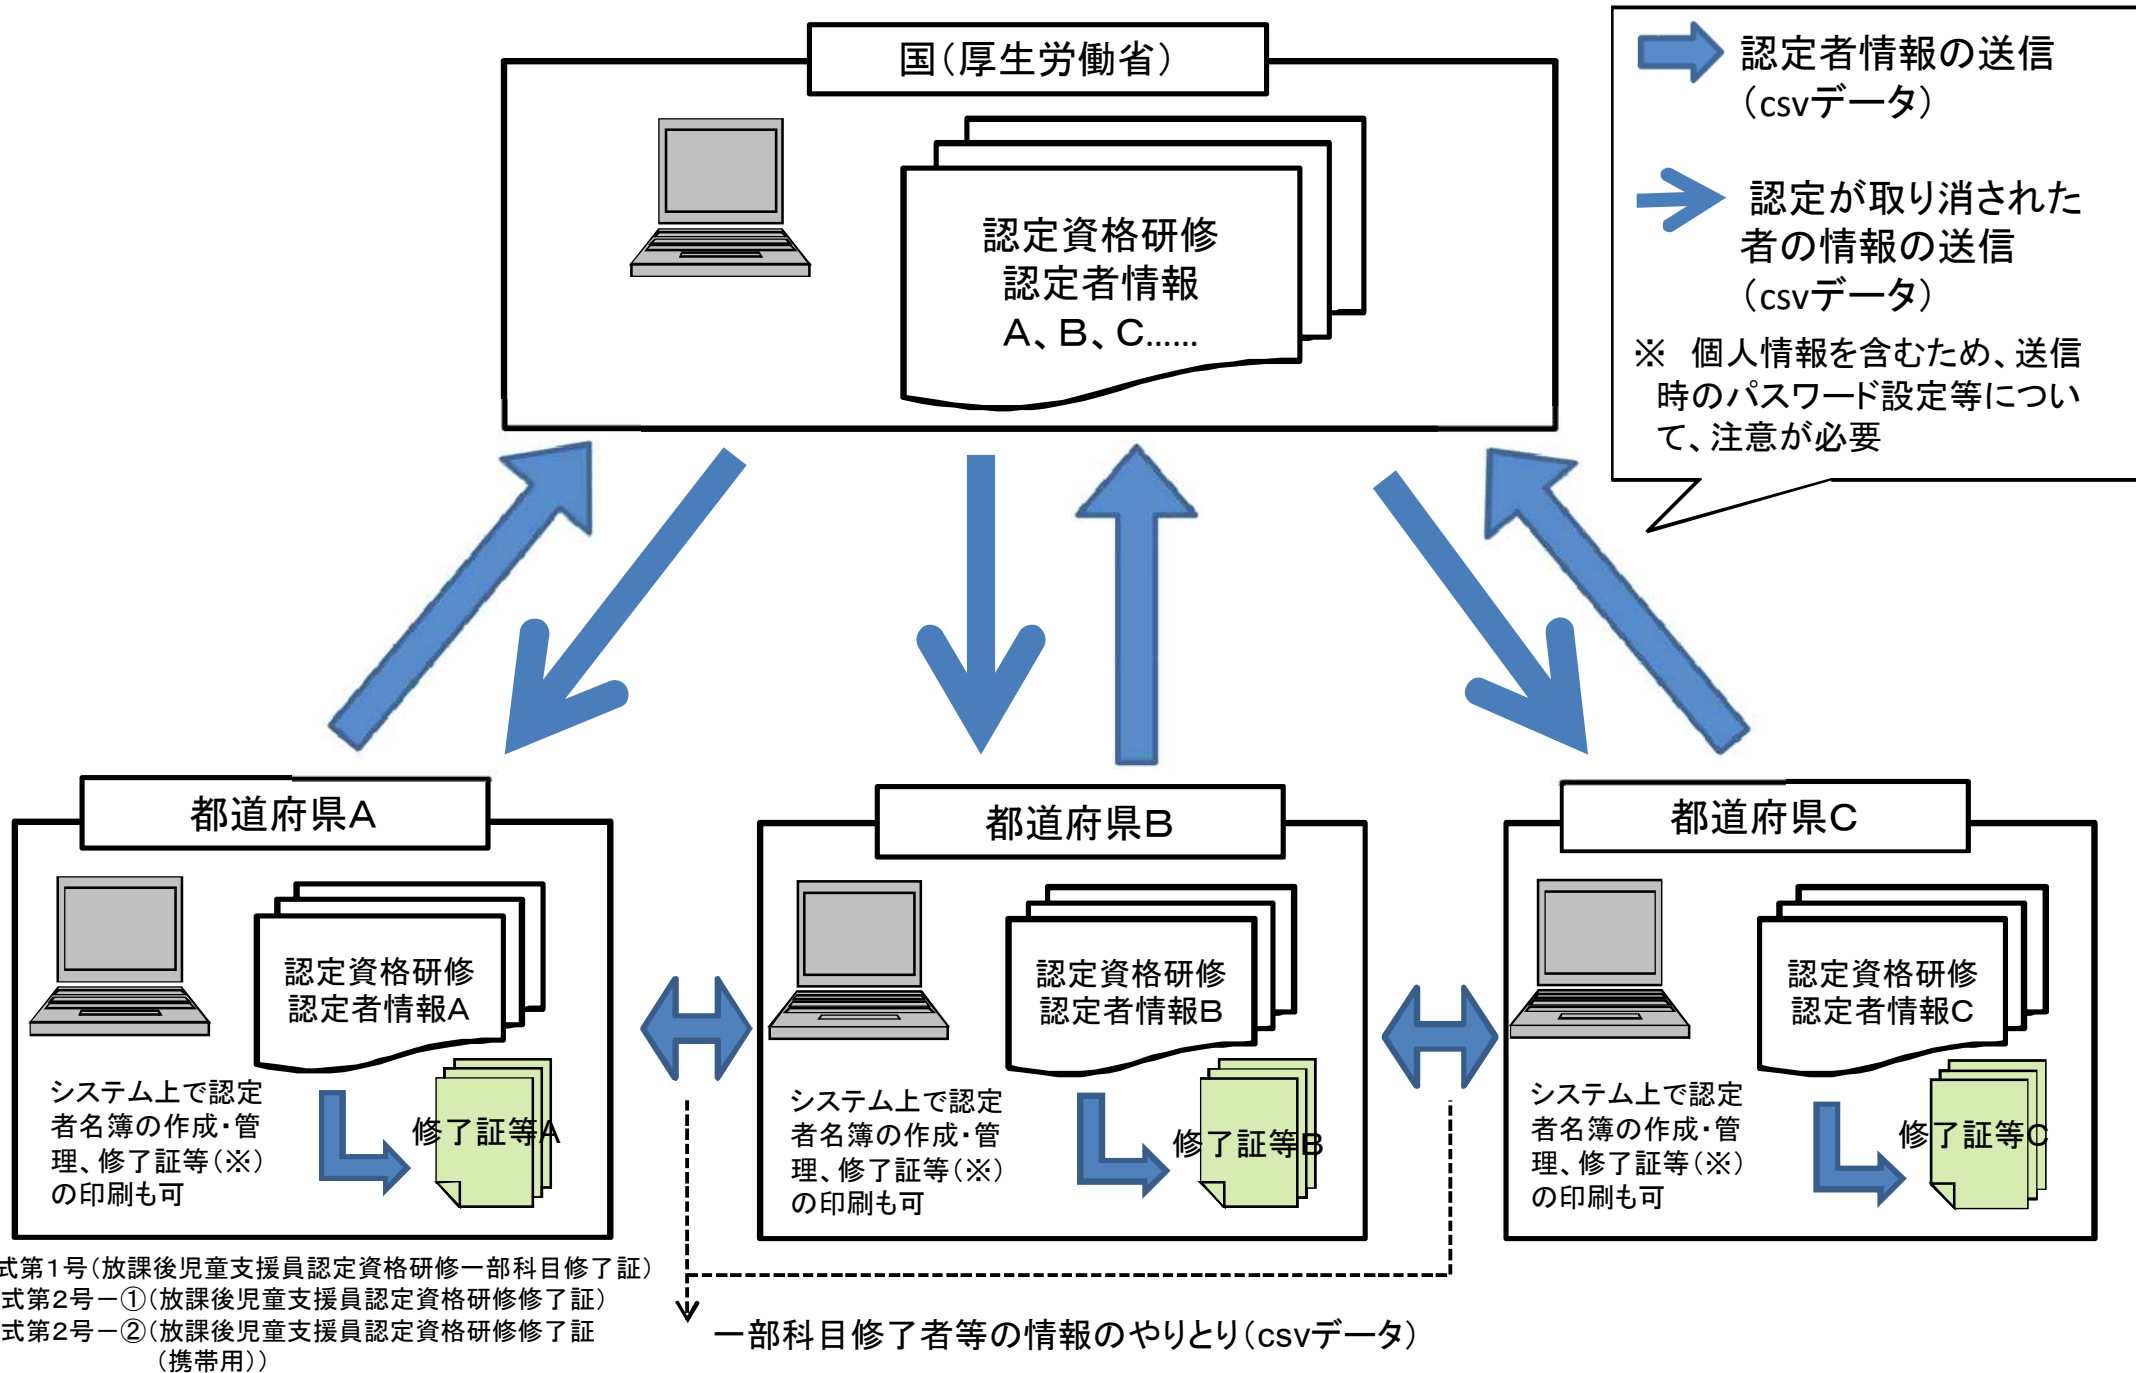 国（厚生労働省）
認定資格研修
認定者情報
Ａ、Ｂ、Ｃ……
認定者情報の送信
（csvデータ）
認定が取り消された
者の情報の送信
（csvデータ）
※　個人情報を含むため、送信
時のパスワード設定等につい
て、注意が必要
都道府県Ａ
認定資格研修
認定者情報Ａ
システム上で認定
者名簿の作成・管
理、修了証等（※）
の印刷も可
修了証等Ａ
都道府県Ｂ
認定資格研修
認定者情報Ｂ
システム上で認定
者名簿の作成・管
理、修了証等（※）
の印刷も可
修了証等Ｂ
都道府県Ｃ
認定資格研修
認定者情報Ｃ
システム上で認定
者名簿の作成・管
理、修了証等（※）
の印刷も可
修了証等Ｃ
式第１号（放課後児童支援員認定資格研修一部科目修了証）
式第２号－①（放課後児童支援員認定資格研修修了証）
式第２号－②（放課後児童支援員認定資格研修修了証
（携帯用））
一部科目修了者等の情報のやりとり（csvデータ）